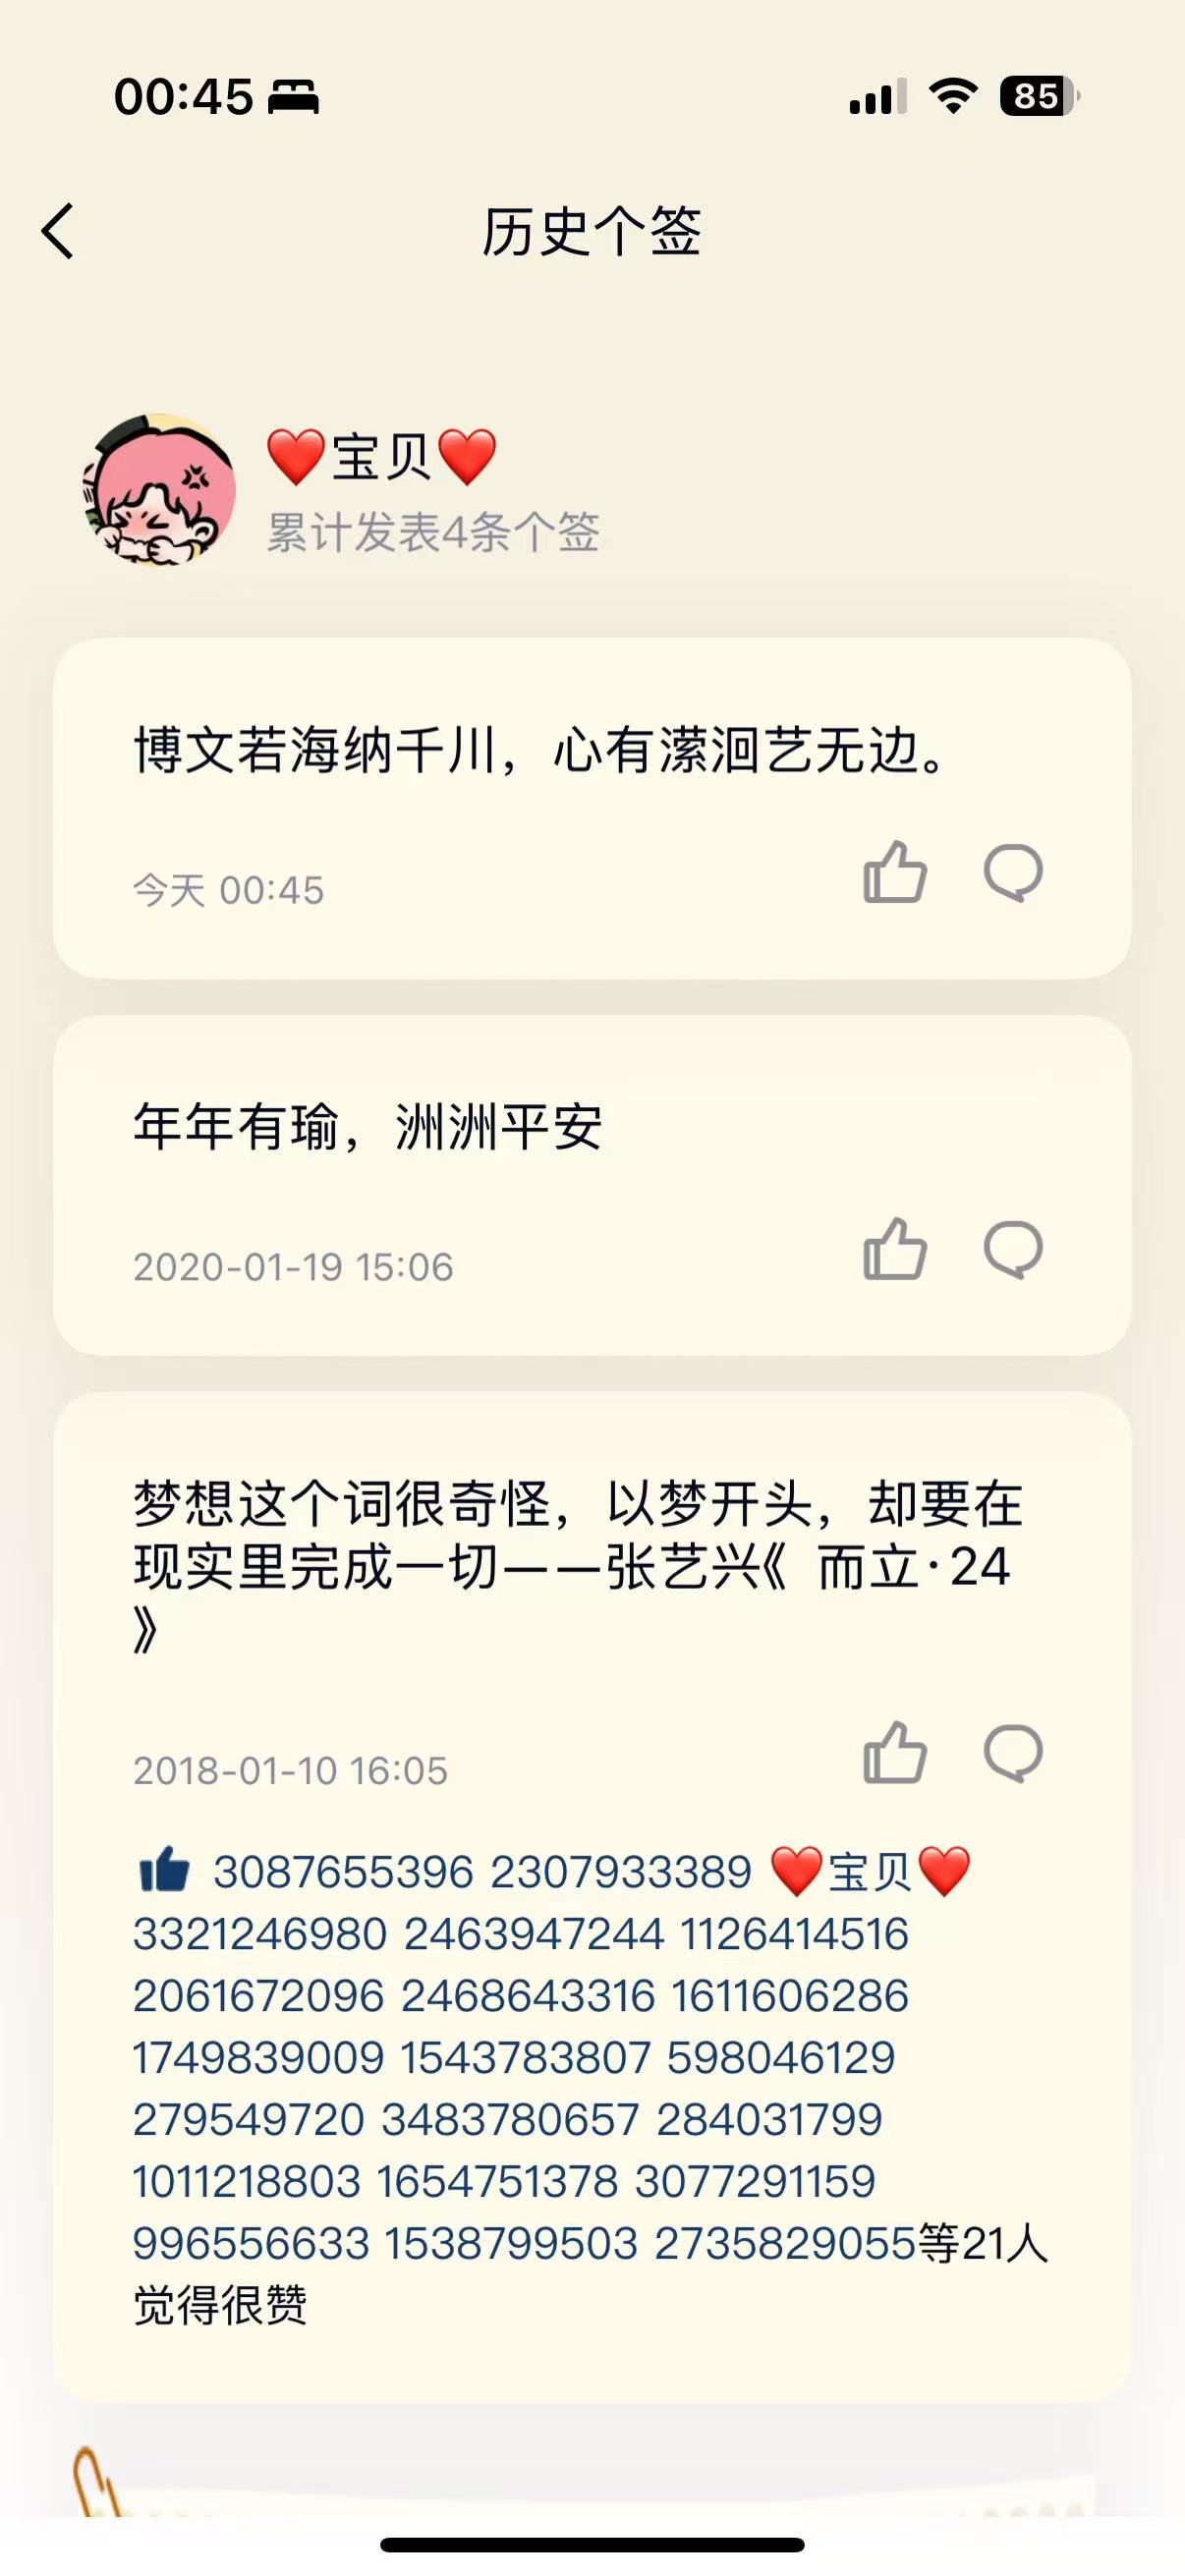 00:45
85
历史个签
❤️宝贝❤️
累计发表4条个签
博文若海纳千川，心有潆洄艺无边。
今天 00:45
年年有瑜，洲洲平安
2020-01-19 15:06
梦想这个词很奇怪，以梦开头，却要在
现实里完成一切——张艺兴《 而立·24
》
2018-01-10 16:05
3087655396 2307933389 ❤️宝贝❤️
3321246980 2463947244 1126414516
2061672096 2468643316 1611606286
1749839009 1543783807 598046129
279549720 3483780657 284031799
1011218803 1654751378 3077291159
996556633 1538799503 2735829055等21人
觉得很赞